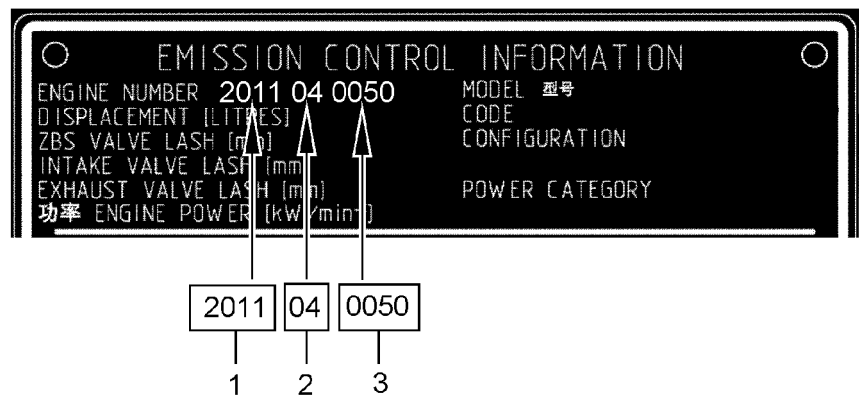 EMISSION CONTROL INFORMATION
ENGINE NUMBER 2011 04 0050 MODEL 型号
DISPLACEMENT [LITRES] CODE
ZBS VALVE LASH [mm] CONFIGURATION
INTAKE VALVE LASH [mm
EXHAUST VALVE LASH [mm] POWER CATEGORY
功率 ENGINE POWER [kW/min-]
2011 04 0050
1 2 3